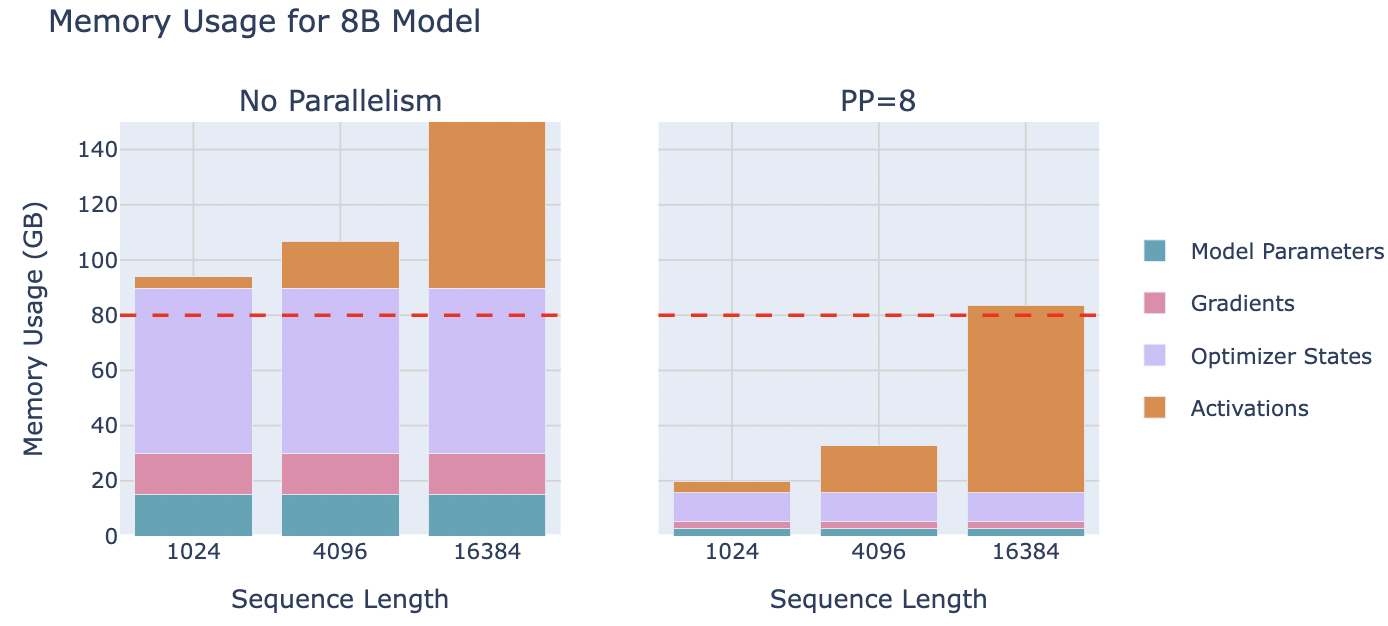 Memory Usage for 8B Model
No Parallelism
PP=8
Memory Usage (GB)
140
120
100
80
60
40
20
0
1024 4096 16384
1024 4096 16384
Sequence Length
Sequence Length
Model Parameters
Gradients
Optimizer States
Activations